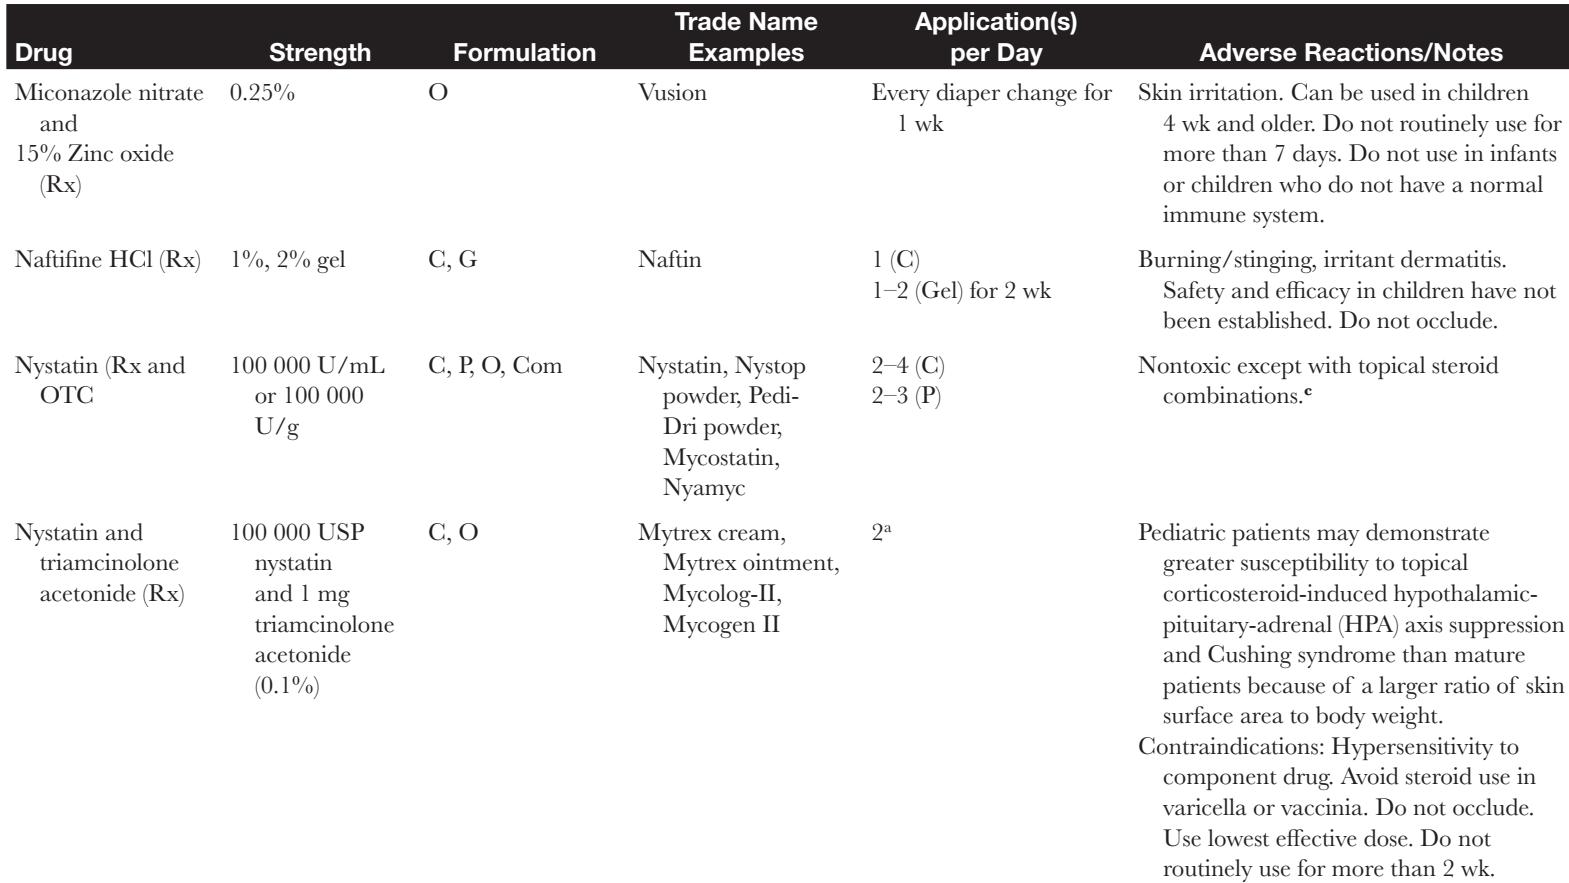 Drug Strength Formulation Trade Name Examples Application(s) per Day Adverse Reactions/Notes
Miconazole nitrate 0.25% O Vusion Every diaper change for Skin irritation. Can be used in children
and 1 wk 4 wk and older. Do not routinely use for
15% Zinc oxide more than 7 days. Do not use in infants
(Rx) or children who do not have a normal
immune system.
Naftifine HCl (Rx) 1%, 2% gel C, G Naftin 1 (C) Burning/stinging, irritant dermatitis.
1–2 (Gel) for 2 wk Safety and efficacy in children have not
been established. Do not occlude.
Nystatin (Rx and 100 000 U/mL C, P, O, Com Nystatin, Nystop 2–4 (C) Nontoxic except with topical steroid
OTC or 100 000 powder, Pedi- 2–3 (P) combinations.c
U/g Dri powder,
Mycostatin,
Nyamyc
Nystatin and 100 000 USP C, O Mytrex cream, 2a Pediatric patients may demonstrate
triamcinolone nystatin Mytrex ointment, greater susceptibility to topical
acetonide (Rx) and 1 mg Mycolog-II, corticosteroid-induced hypothalamic-
triamcinolone Mycogen II pituitary-adrenal (HPA) axis suppression
acetonide and Cushing syndrome than mature
(0.1%) patients because of a larger ratio of skin
surface area to body weight.
Contraindications: Hypersensitivity to
component drug. Avoid steroid use in
varicella or vaccinia. Do not occlude.
Use lowest effective dose. Do not
routinely use for more than 2 wk.